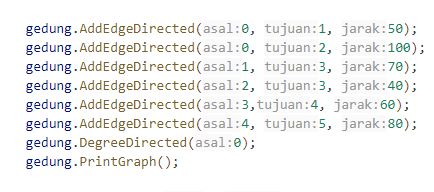 gedung.AddEdgeDirected(asal:0, tujuan:1, jarak:50);
gedung.AddEdgeDirected(asal:0, tujuan:2, jarak:100);
gedung.AddEdgeDirected(asal:1, tujuan:3, jarak:70);
gedung.AddEdgeDirected(asal:2, tujuan:3, jarak:40);
gedung.AddEdgeDirected(asal:3,tujuan:4, jarak:60);
gedung.AddEdgeDirected(asal:4, tujuan:5, jarak:80);
gedung.DegreeDirected(asal:0);
gedung.PrintGraph();